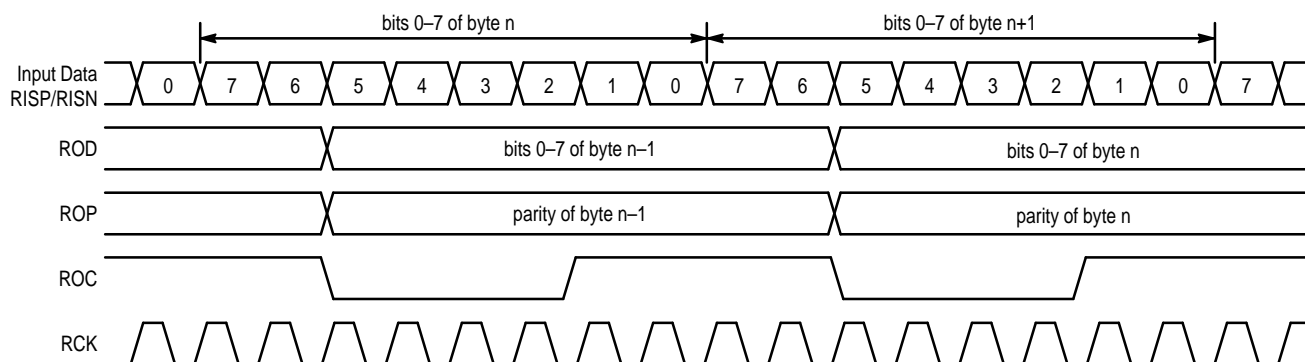 bits 0–7 of byte n bits 0–7 of byte n+1
Input Data
RISP/RISN
0 7 6 5 4 3 2 1 0 7 6 5 4 3 2 1 0 7
ROD bits 0–7 of byte n–1 bits 0–7 of byte n
ROP parity of byte n–1 parity of byte n
ROC
RCK